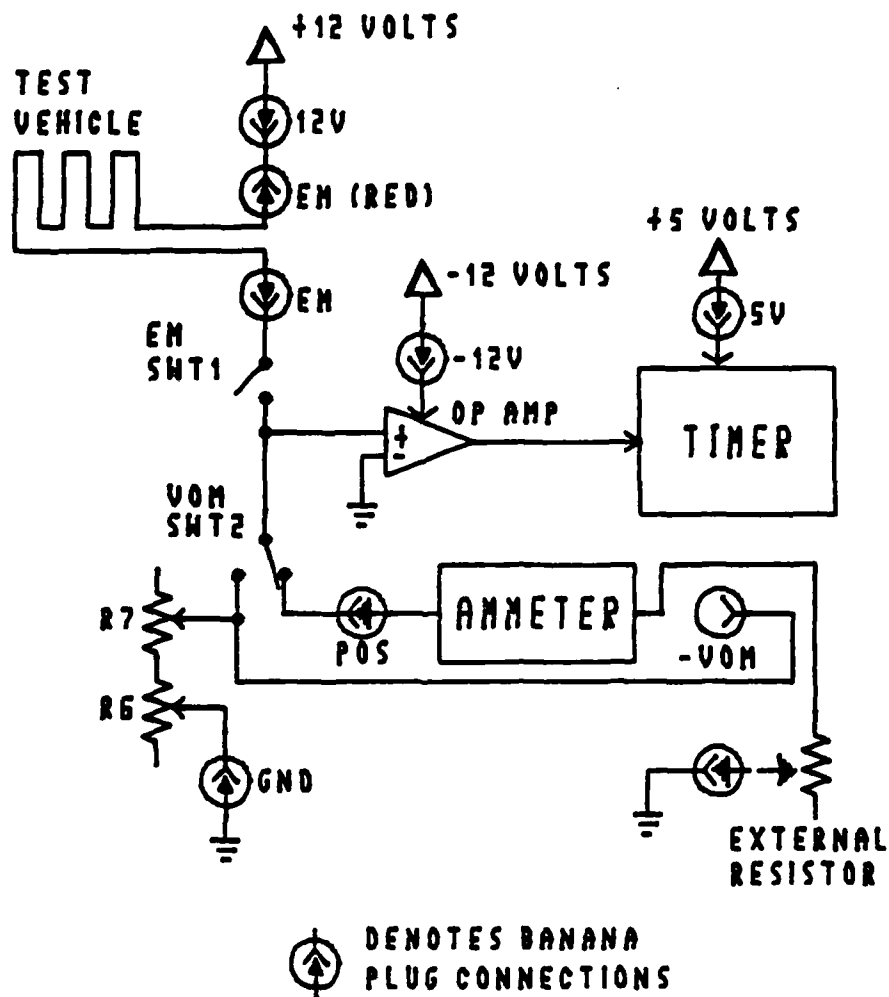 +12 VOLTS
TEST
VEHICLE
12V
EM (RED)
+5 VOLTS
EM
-12 VOLTS
5V
EM
SWT1
-12V
OP AMP
+
-
TIMER
VOM
SWT2
R7
AMMETER
POS
-VOM
R6
GND
EXTERNAL
RESISTOR
DENOTES BANANA
PLUG CONNECTIONS